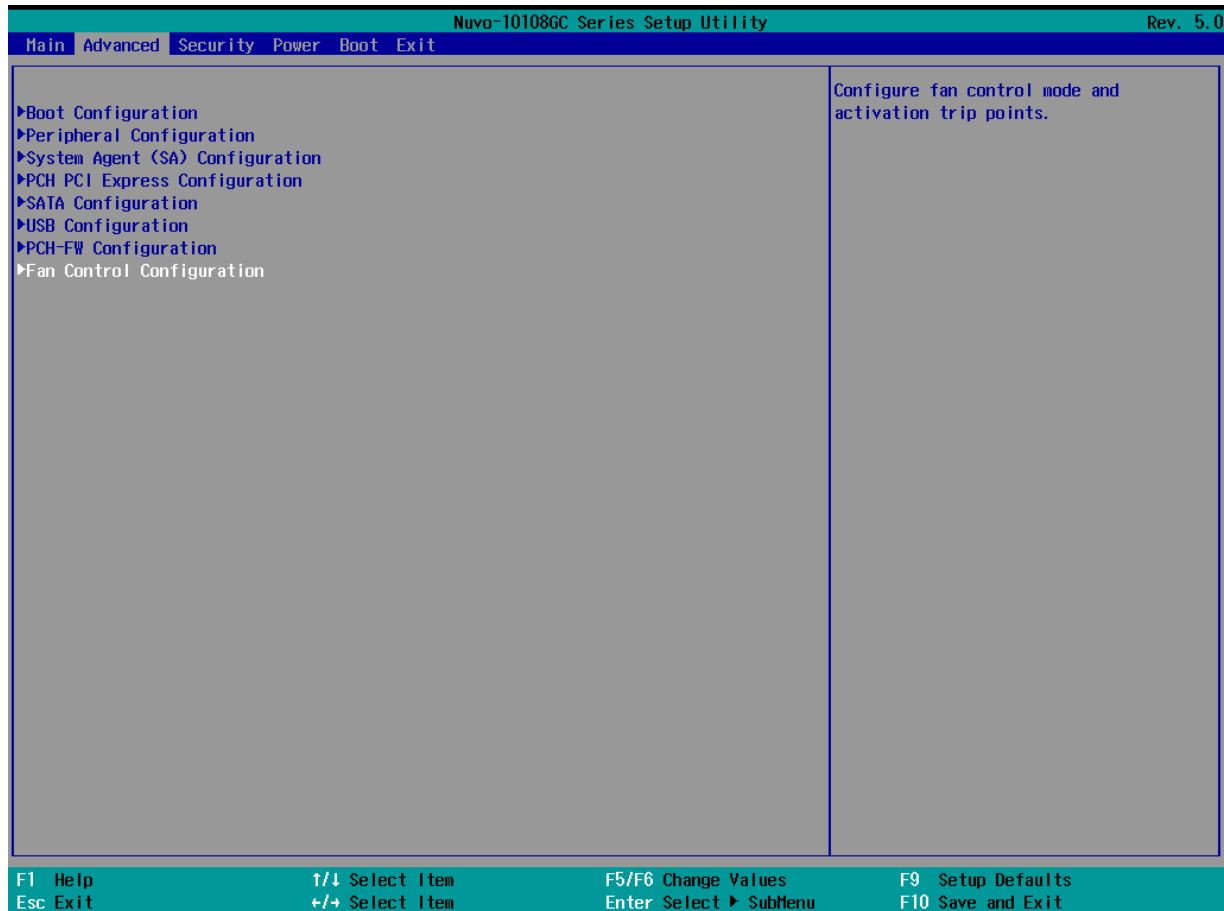 Nuvo-10108GC Series Setup Utility Rev. 5.0
Main Advanced Security Power Boot Exit
▶Boot Configuration
▶Peripheral Configuration
▶System Agent (SA) Configuration
▶PCH PCI Express Configuration
▶SATA Configuration
▶USB Configuration
▶PCH-FW Configuration
▶Fan Control Configuration
Configure fan control mode and
activation trip points.
F1 Help ↑/↓ Select Item F5/F6 Change Values F9 Setup Defaults
Esc Exit ←/→ Select Item Enter Select ▶ SubMenu F10 Save and Exit